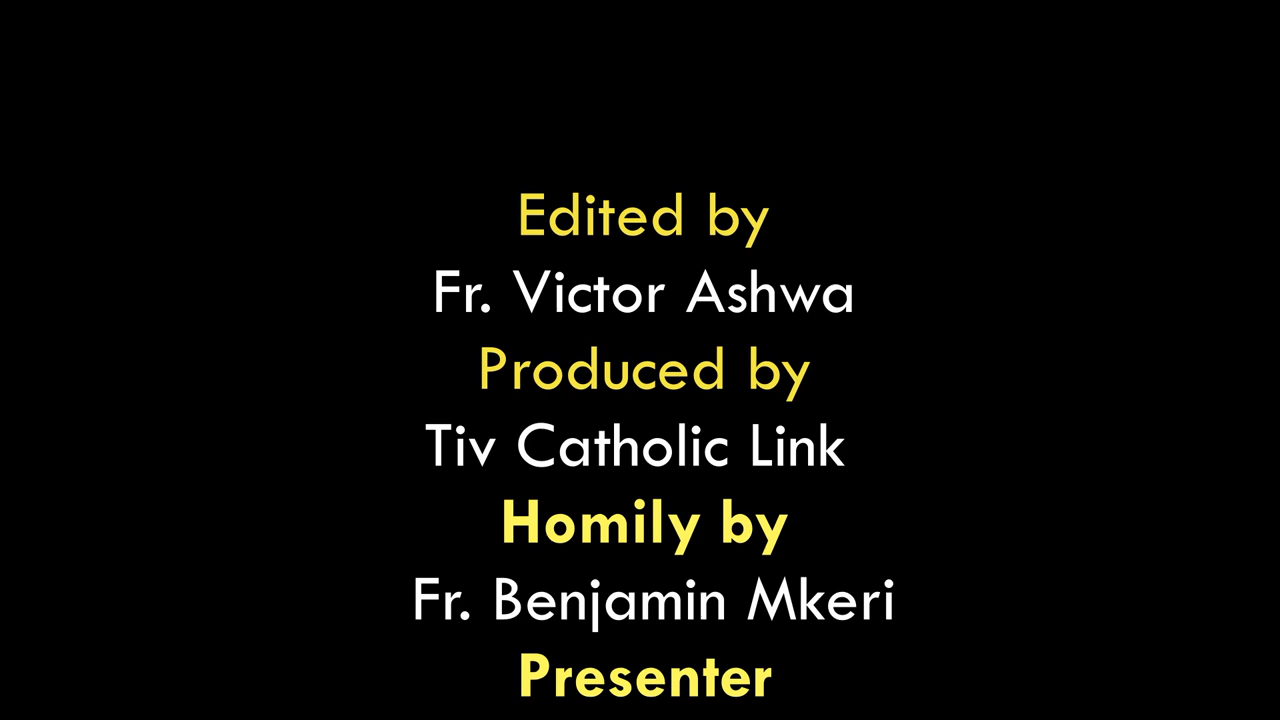 Edited by
Fr. Victor Ashwa
Produced by
Tiv Catholic Link
Homily by
Fr. Benjamin Mkeri
Presenter